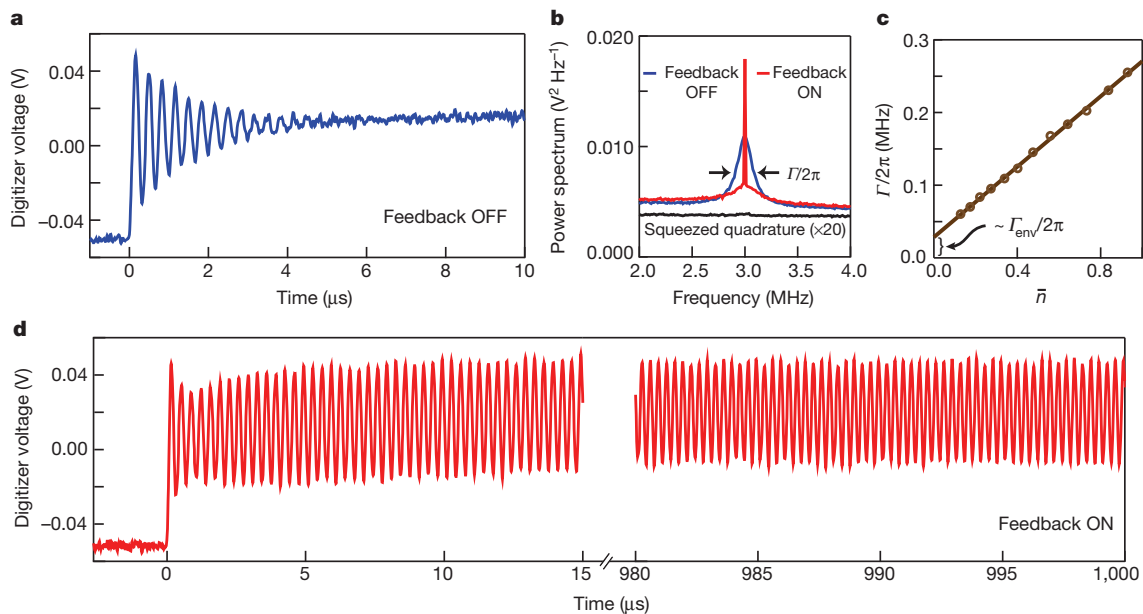 a
Digitizer voltage (V)
0.04
0.00
−0.04
Feedback OFF
0
2
4
6
8
10
Time (μs)
b
Power spectrum (V² Hz⁻¹)
0.020
0.010
0.000
Feedback
OFF
Feedback
ON
Γ/2π
Squeezed quadrature (×20)
2.0
2.5
3.0
3.5
4.0
Frequency (MHz)
c
Γ/2π (MHz)
0.3
0.2
0.1
0.0
~ Γenv/2π
0.0
0.4
0.8
n̄
d
Digitizer voltage (V)
0.04
0.00
−0.04
Feedback ON
0
5
10
15
980
985
990
995
1,000
Time (μs)